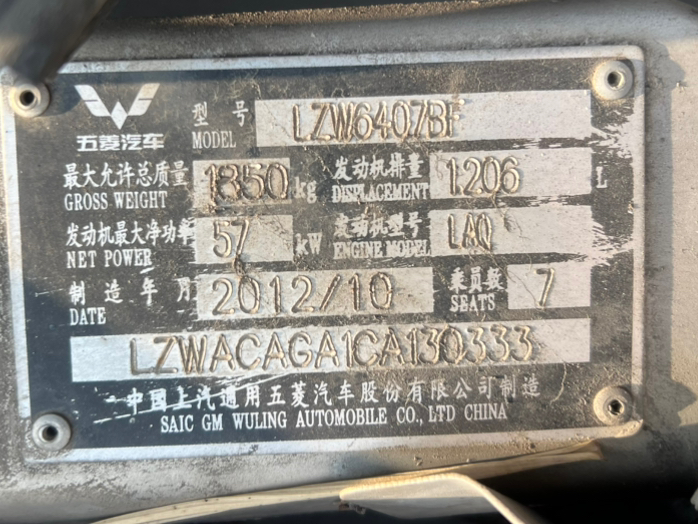 五菱汽车
型号 MODEL LZW6407BF
最大允许总质量 GROSS WEIGHT 1850 kg 发动机排量 DISPLACEMENT 1.206 L
发动机最大净功率 NET POWER 57 kW 发动机型号 ENGINE MODEL LAQ
制造年月 DATE 2012/10 乘员数 SEATS 7
LZWACAGA1CA130333
中国上汽通用五菱汽车股份有限公司制造
SAIC GM WULING AUTOMOBILE CO., LTD CHINA